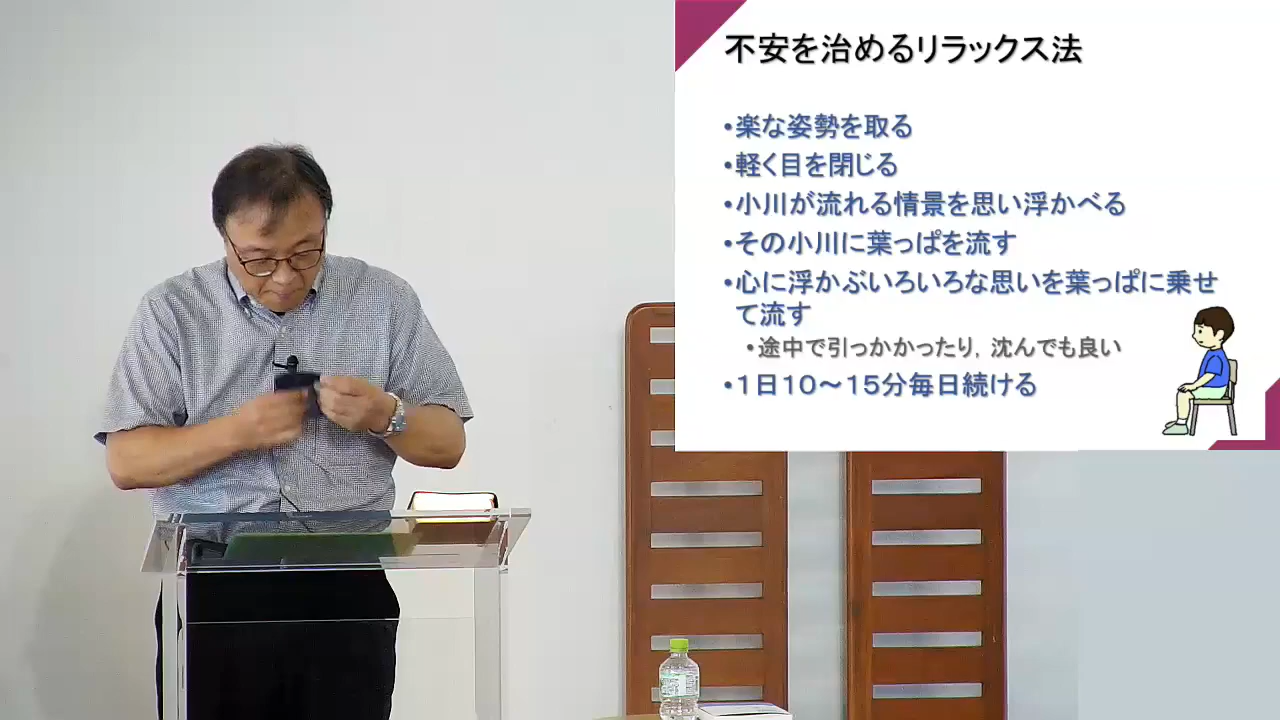 不安を治めるリラックス法
•楽な姿勢を取る
•軽く目を閉じる
•小川が流れる情景を思い浮かべる
•その小川に葉っぱを流す
•心に浮かぶいろいろな思いを葉っぱに乗せ
て流す
•途中で引っかかったり，沈んでも良い
•１日１０～１５分毎日続ける